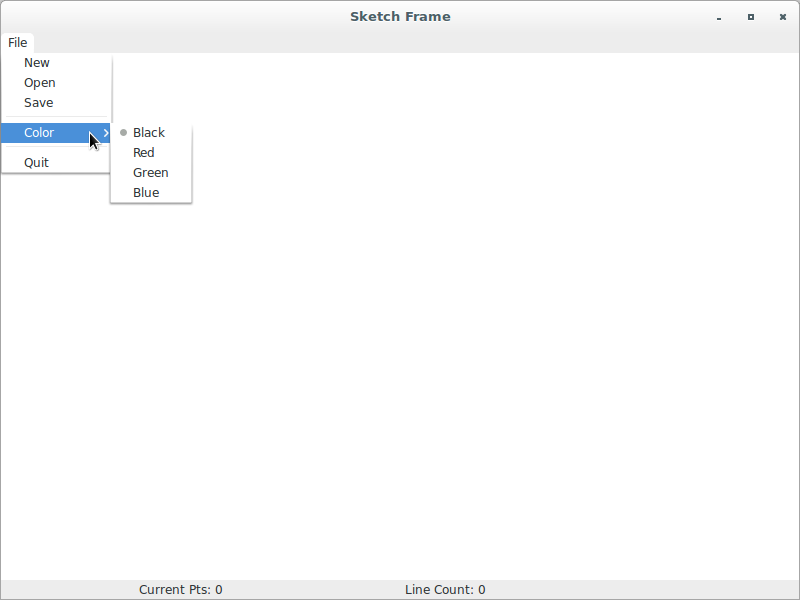 Sketch Frame
File
New
Open
Save
Color
Black
Red
Green
Blue
Quit
Current Pts: 0
Line Count: 0